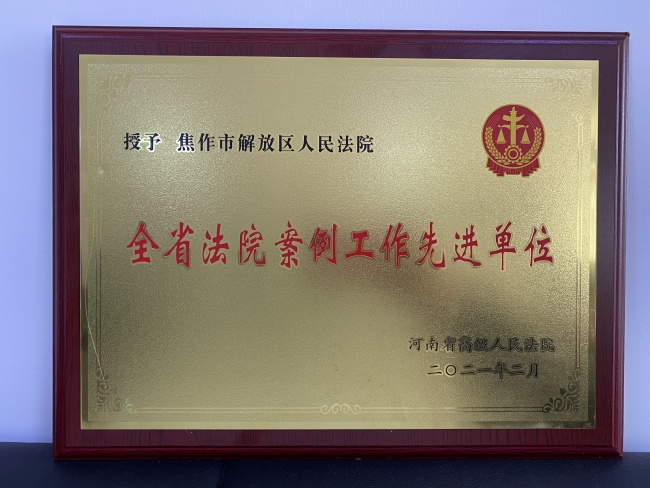 授予 焦作市解放区人民法院
全省法院案例工作先进单位
河南省高级人民法院
二〇二一年二月